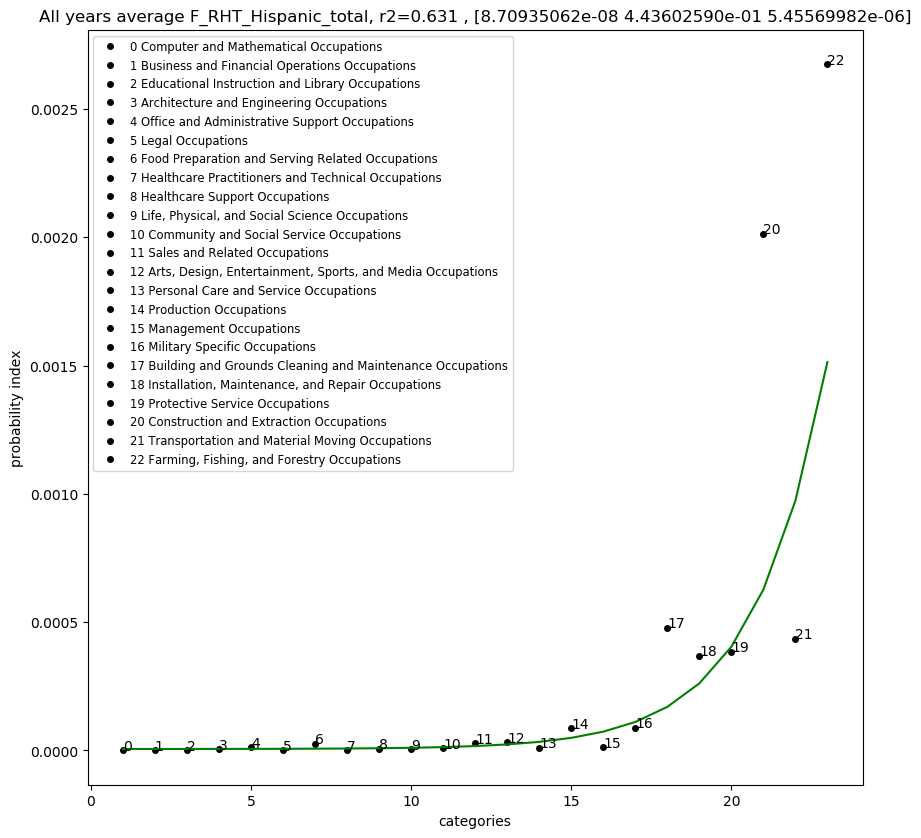 All years average F_RHT_Hispanic_total, r2=0.631 , [8.70935062e-08 4.43602590e-01 5.45569982e-06]
0 Computer and Mathematical Occupations
1 Business and Financial Operations Occupations
2 Educational Instruction and Library Occupations
3 Architecture and Engineering Occupations
4 Office and Administrative Support Occupations
5 Legal Occupations
6 Food Preparation and Serving Related Occupations
7 Healthcare Practitioners and Technical Occupations
8 Healthcare Support Occupations
9 Life, Physical, and Social Science Occupations
10 Community and Social Service Occupations
11 Sales and Related Occupations
12 Arts, Design, Entertainment, Sports, and Media Occupations
13 Personal Care and Service Occupations
14 Production Occupations
15 Management Occupations
16 Military Specific Occupations
17 Building and Grounds Cleaning and Maintenance Occupations
18 Installation, Maintenance, and Repair Occupations
19 Protective Service Occupations
20 Construction and Extraction Occupations
21 Transportation and Material Moving Occupations
22 Farming, Fishing, and Forestry Occupations
probability index
0.0025
0.0020
0.0015
0.0010
0.0005
0.0000
22
20
17
18
19
21
0
1
2
3
4
5
6
7
8
9
10
11
12
13
14
15
16
0
5
10
15
20
categories